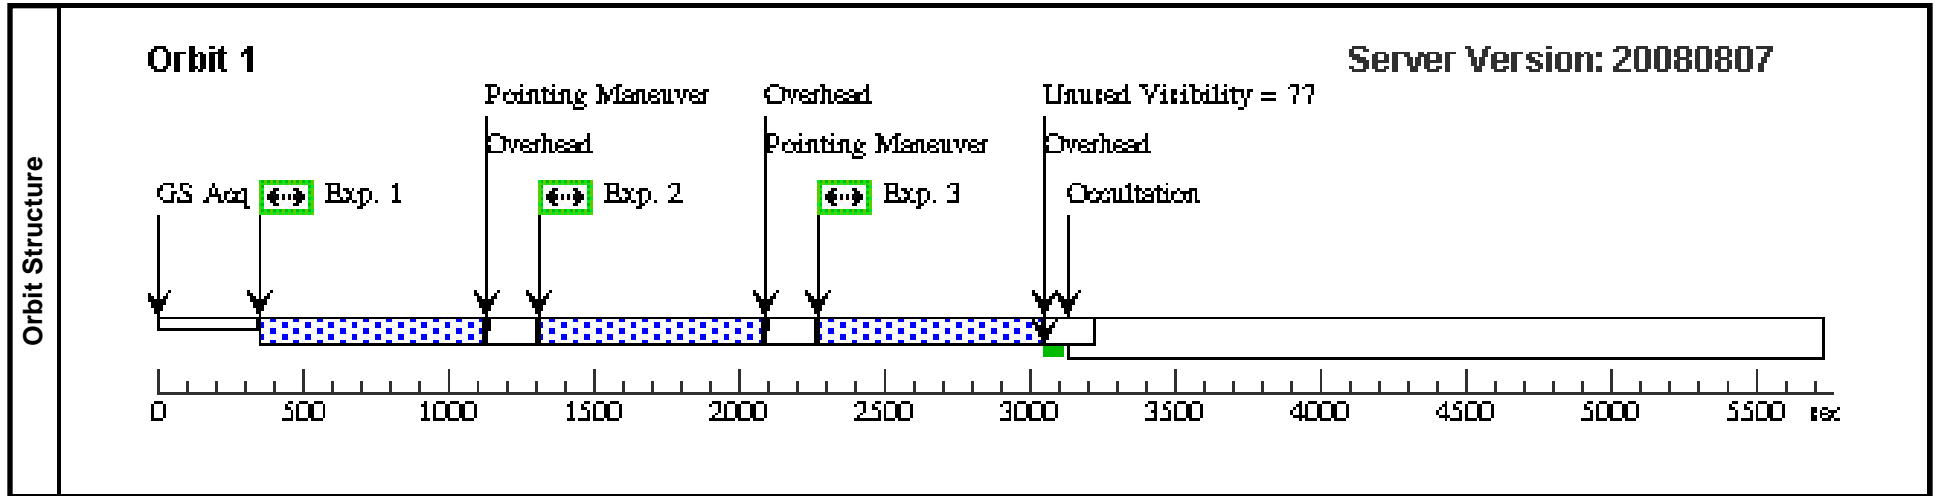 Orbit Structure
Orbit 1
Server Version: 20080807
Pointing Maneuver
Overhead
Unused Visibility = 77
Overhead
Pointing Maneuver
Overhead
GS Acq
Exp. 1
Exp. 2
Exp. 3
Occultation
0 500 1000 1500 2000 2500 3000 3500 4000 4500 5000 5500 sec